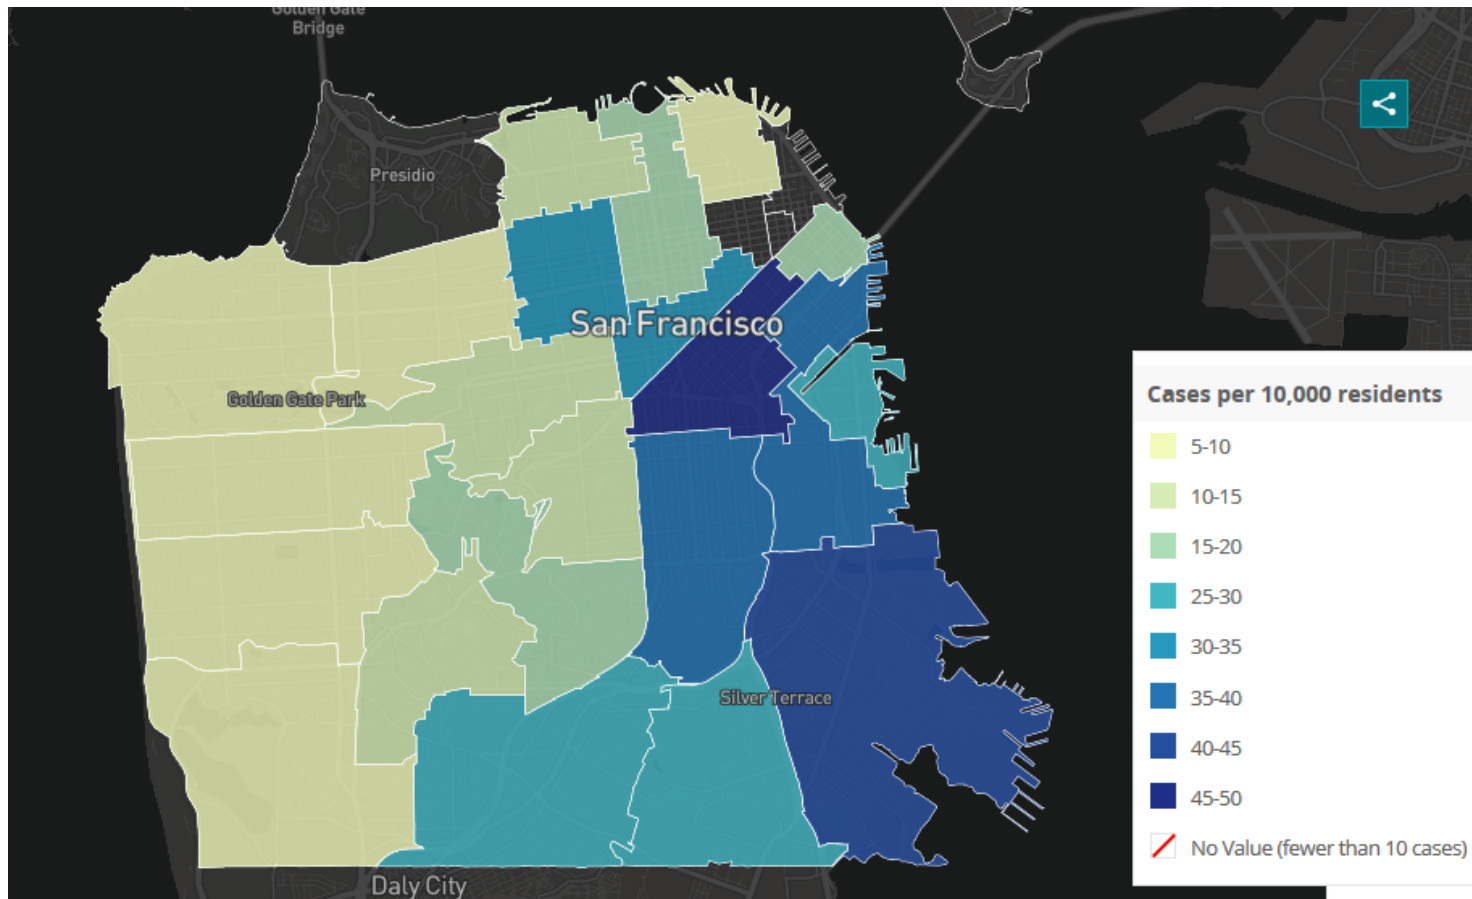 Golden Gate
Bridge
Presidio
San Francisco
Golden Gate Park
Silver Terrace
Daly City
Cases per 10,000 residents
5-10
10-15
15-20
25-30
30-35
35-40
40-45
45-50
No Value (fewer than 10 cases)